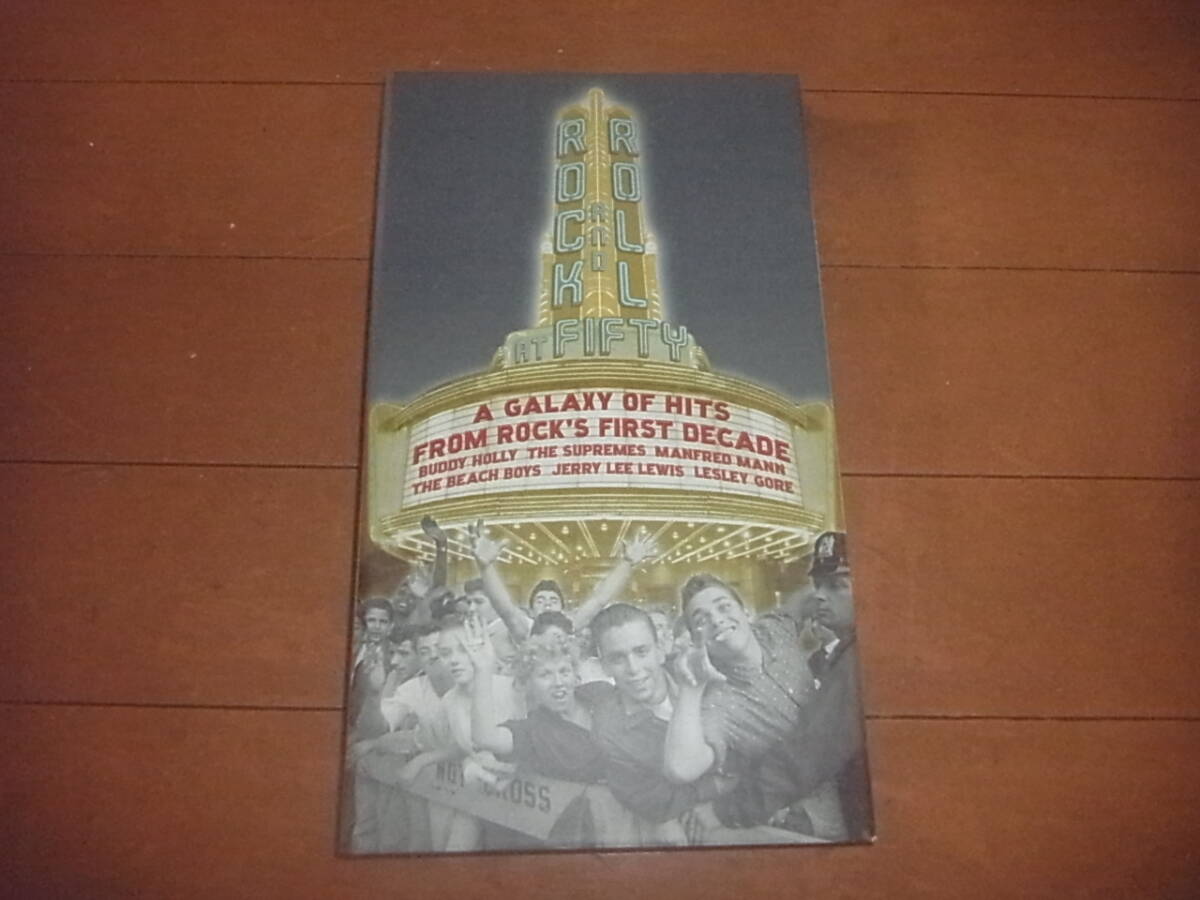 ROCK
AND
ROLL
AT FIFTY
A GALAXY OF HITS
FROM ROCK'S FIRST DECADE
BUDDY HOLLY THE SUPREMES MANFRED MANN
THE BEACH BOYS JERRY LEE LEWIS LESLEY GORE
NOT CROSS